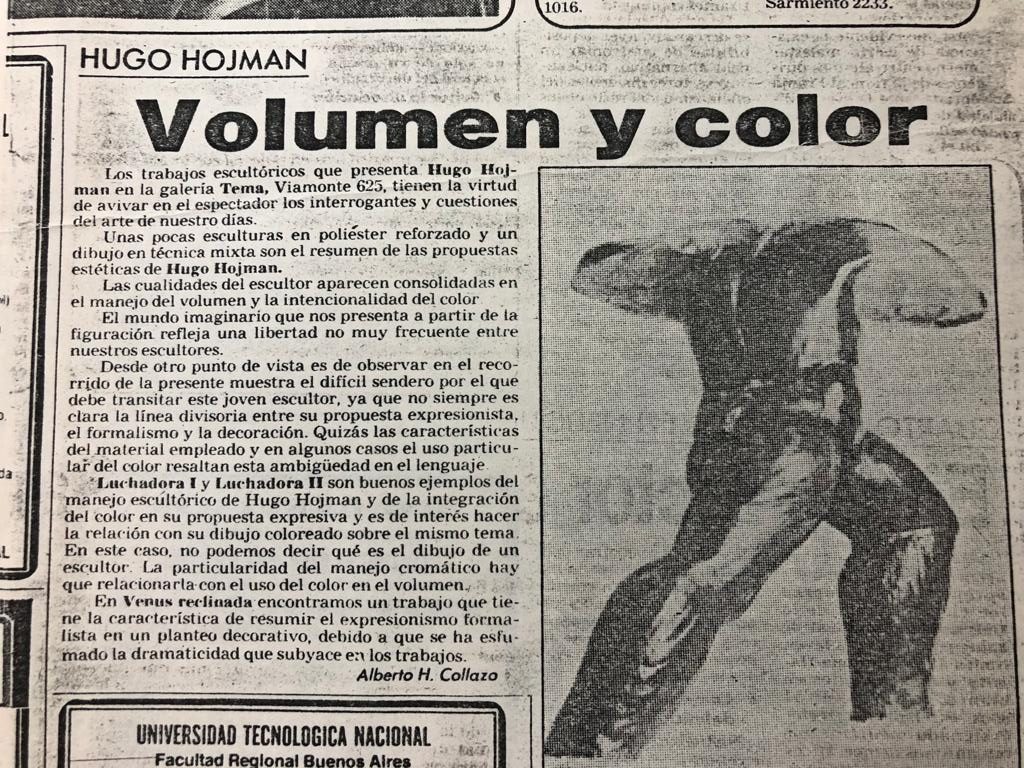 1016.
Sarmiento 2233.
HUGO HOJMAN
Volumen y color
Los trabajos escultóricos que presenta Hugo Hoj-
man en la galería Tema, Viamonte 625, tienen la virtud
de avivar en el espectador los interrogantes y cuestiones
del arte de nuestro días.
Unas pocas esculturas en poliéster reforzado y un
dibujo en técnica mixta son el resumen de las propuestas
estéticas de Hugo Hojman.
Las cualidades del escultor aparecen consolidadas en
el manejo del volumen y la intencionalidad del color
El mundo imaginario que nos presenta a partir de la
figuración refleja una libertad no muy frecuente entre
nuestros escultores.
Desde otro punto de vista es de observar en el reco-
rrido de la presente muestra el difícil sendero por el que
debe transitar este joven escultor, ya que no siempre es
clara la línea divisoria entre su propuesta expresionista,
el formalismo y la decoración. Quizás las características
del material empleado y en algunos casos el uso particu-
lar del color resaltan esta ambigüedad en el lenguaje.
Luchadora I y Luchadora II son buenos ejemplos del
manejo escultórico de Hugo Hojman y de la integración
del color en su propuesta expresiva y es de interés hacer
la relación con su dibujo coloreado sobre el mismo tema.
En este caso, no podemos decir qué es el dibujo de un
escultor. La particularidad del manejo cromático hay
que relacionarla con el uso del color en el volumen.
En Venus reclinada encontramos un trabajo que tie-
ne la característica de resumir el expresionismo forma-
lista en un planteo decorativo, debido a que se ha esfu-
mado la dramaticidad que subyace en los trabajos.
Alberto H. Collazo
UNIVERSIDAD TECNOLOGICA NACIONAL
Facultad Regional Buenos Aires